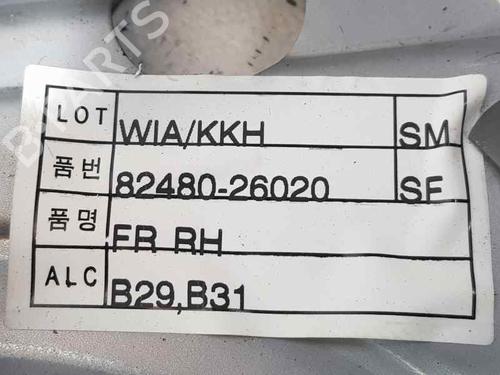 LOT WIA/KKH SM
품번 82480-26020 SF
품명 FR RH
ALC B29,B31